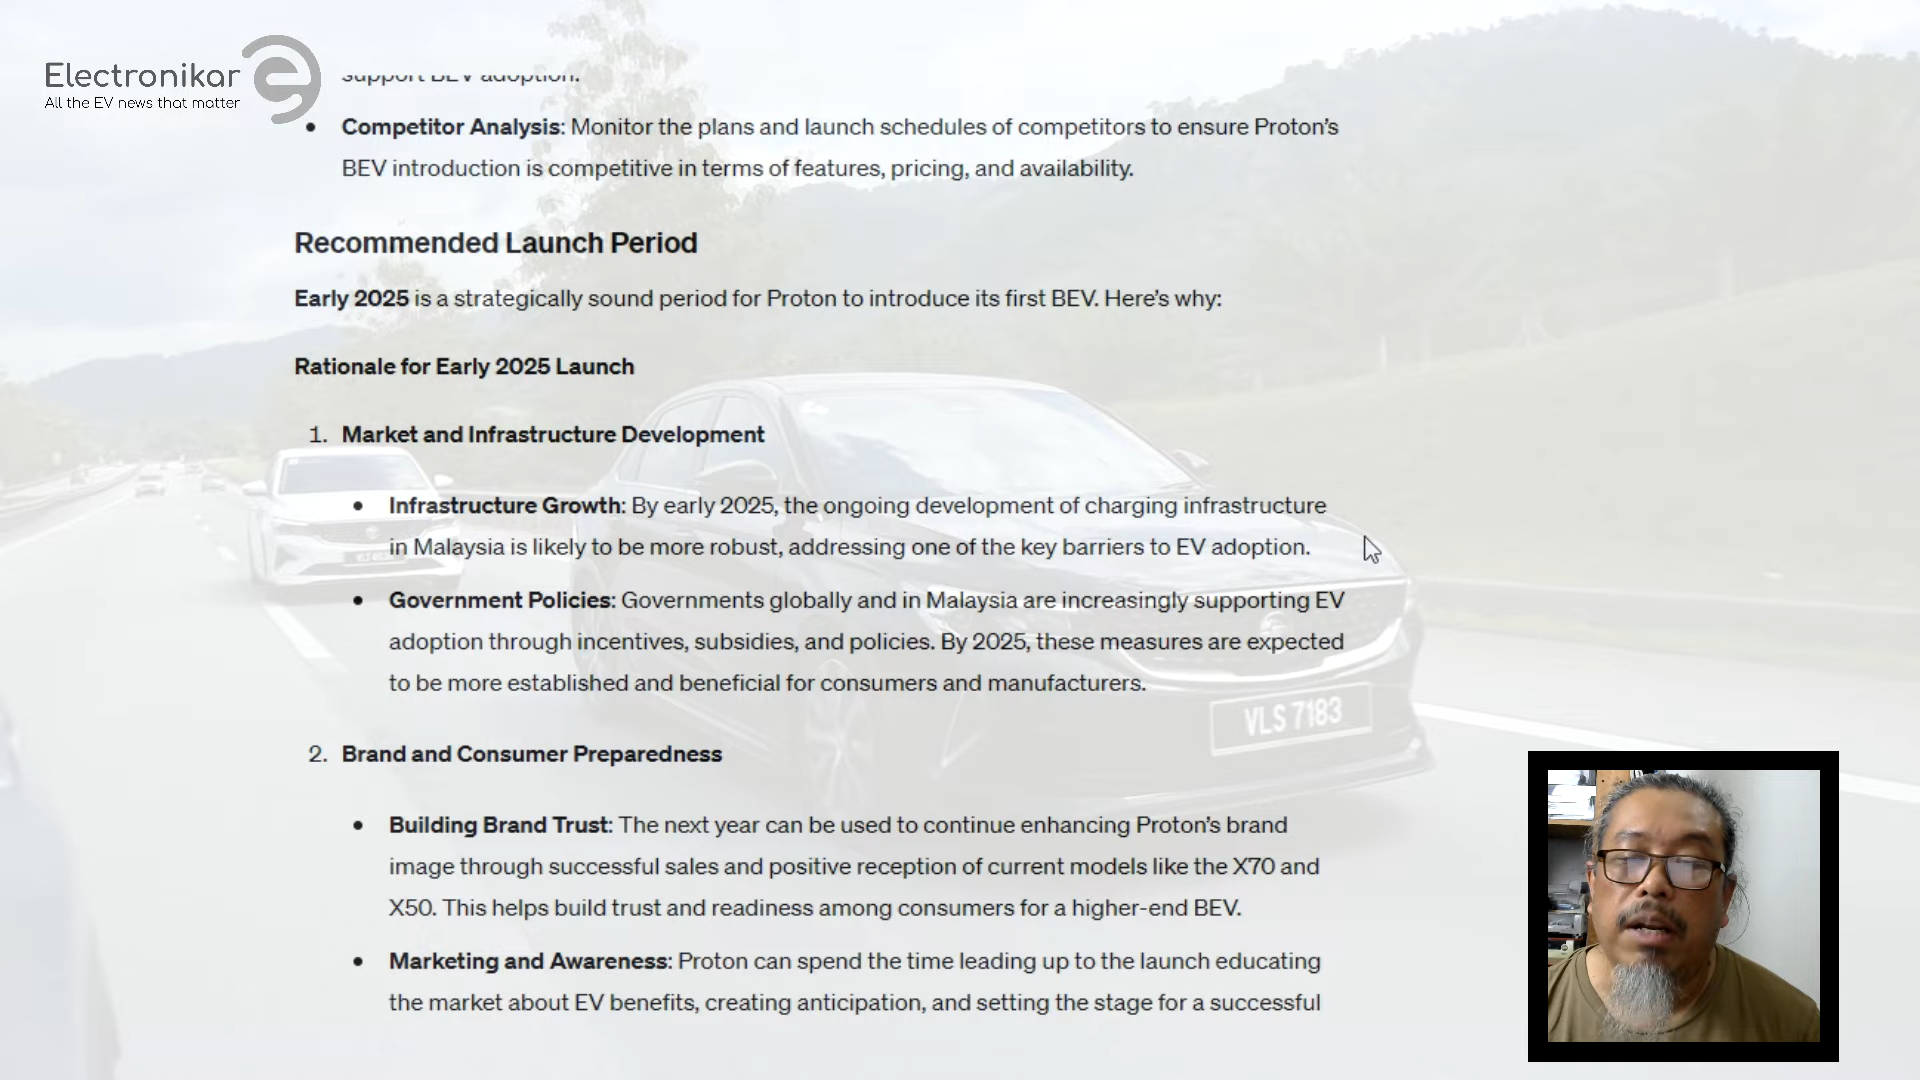 Electronikar
All the EV news that matter
support BEV adoption.
• Competitor Analysis: Monitor the plans and launch schedules of competitors to ensure Proton’s
BEV introduction is competitive in terms of features, pricing, and availability.
Recommended Launch Period
Early 2025 is a strategically sound period for Proton to introduce its first BEV. Here’s why:
Rationale for Early 2025 Launch
1. Market and Infrastructure Development
• Infrastructure Growth: By early 2025, the ongoing development of charging infrastructure
in Malaysia is likely to be more robust, addressing one of the key barriers to EV adoption.
• Government Policies: Governments globally and in Malaysia are increasingly supporting EV
adoption through incentives, subsidies, and policies. By 2025, these measures are expected
to be more established and beneficial for consumers and manufacturers.
VLS 7183
2. Brand and Consumer Preparedness
• Building Brand Trust: The next year can be used to continue enhancing Proton’s brand
image through successful sales and positive reception of current models like the X70 and
X50. This helps build trust and readiness among consumers for a higher-end BEV.
• Marketing and Awareness: Proton can spend the time leading up to the launch educating
the market about EV benefits, creating anticipation, and setting the stage for a successful